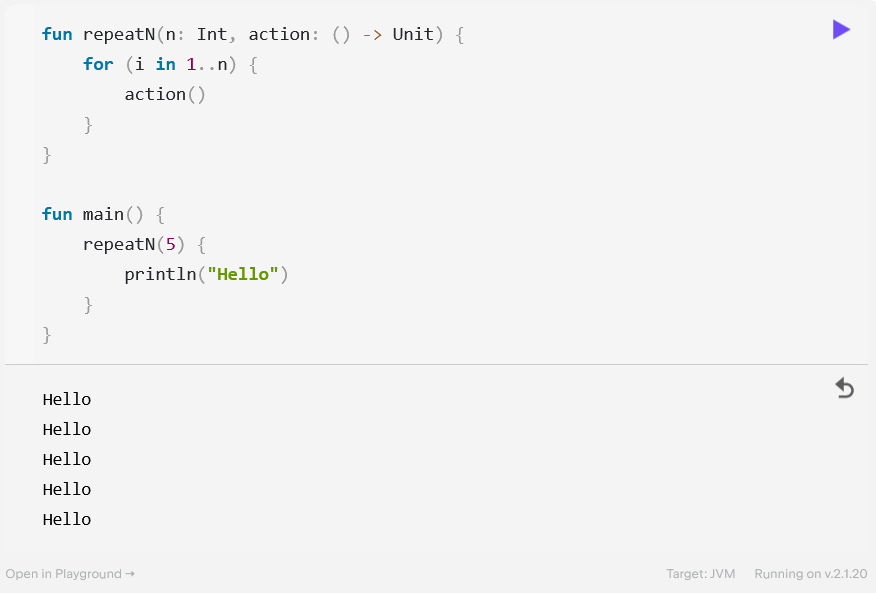 fun repeatN(n: Int, action: () -> Unit) {
    for (i in 1..n) {
        action()
    }
}

fun main() {
    repeatN(5) {
        println("Hello")
    }
}
Hello
Hello
Hello
Hello
Hello
Open in Playground →
Target: JVM
Running on v.2.1.20